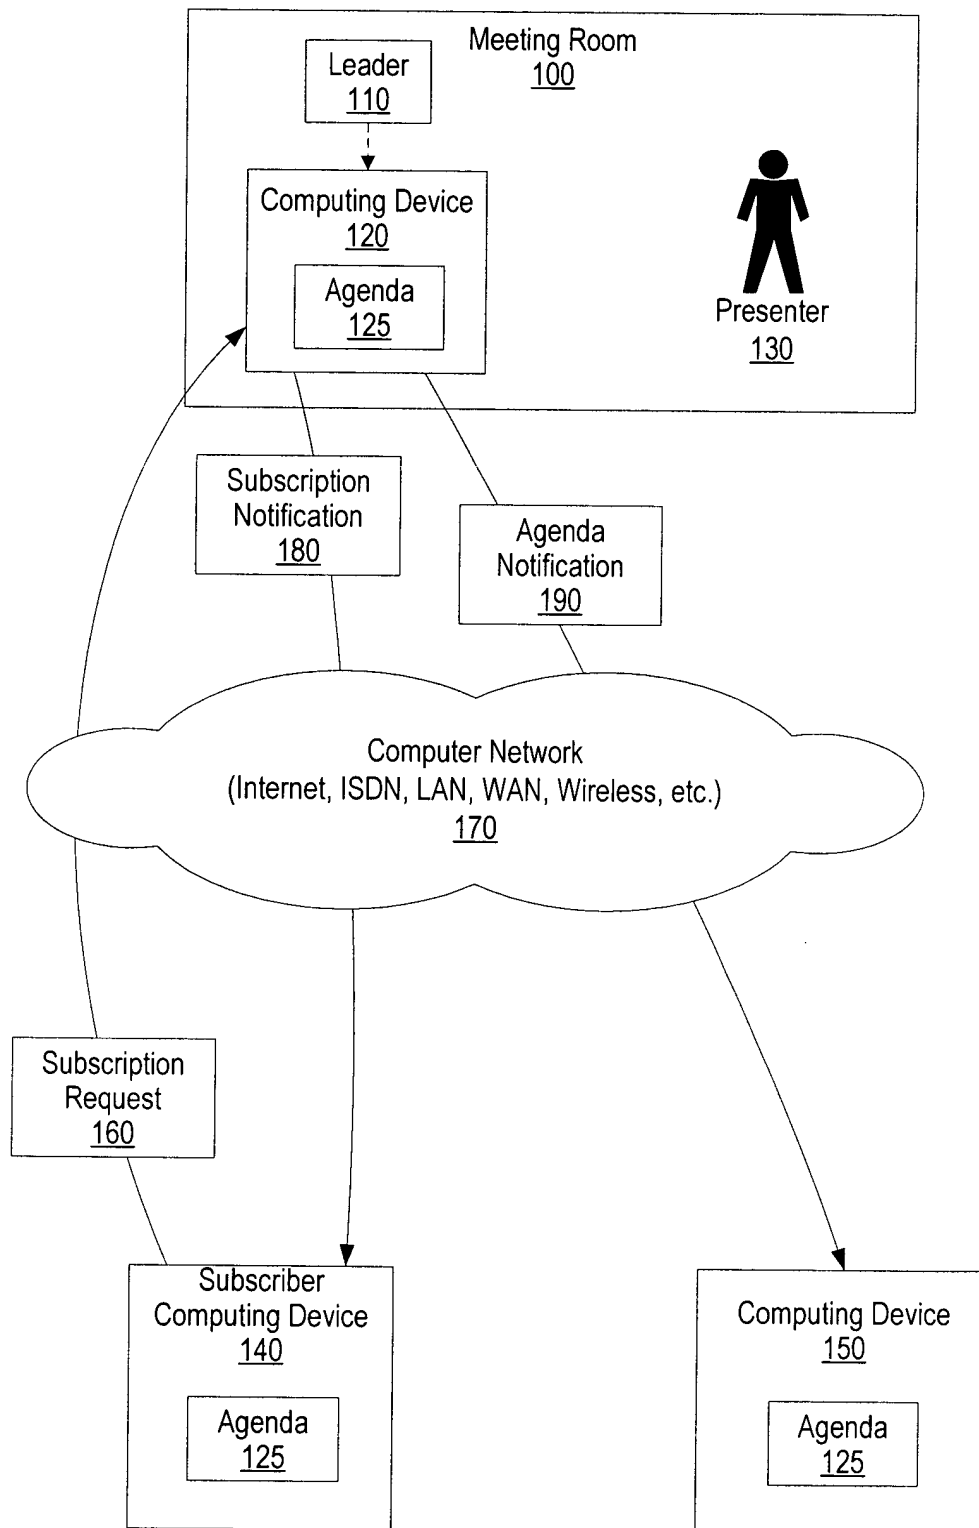 Meeting Room
100
Leader
110
Computing Device
120
Agenda
125
Presenter
130
Subscription
Notification
180
Agenda
Notification
190
Computer Network
(Internet, ISDN, LAN, WAN, Wireless, etc.)
170
Subscription
Request
160
Subscriber
Computing Device
140
Agenda
125
Computing Device
150
Agenda
125